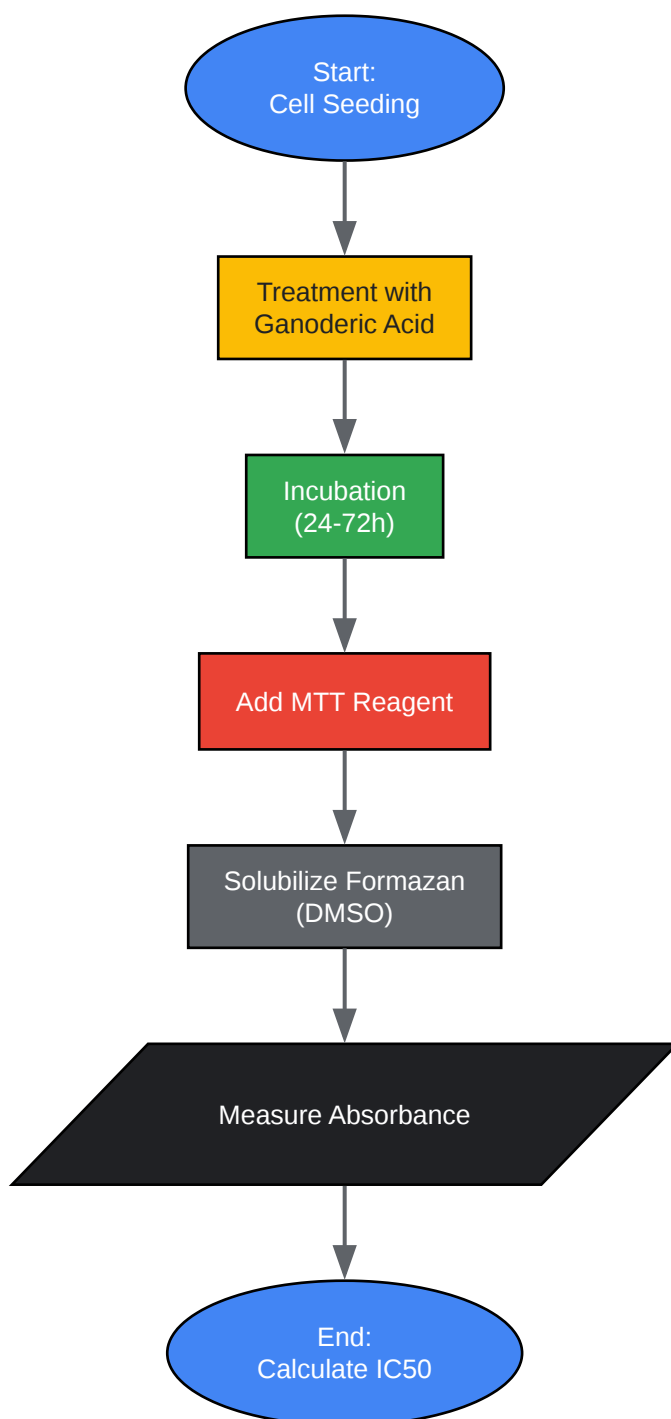 Start:
Cell Seeding
Treatment with
Ganoderic Acid
Incubation
(24-72h)
Add MTT Reagent
Solubilize Formazan
(DMSO)
Measure Absorbance
End:
Calculate IC50